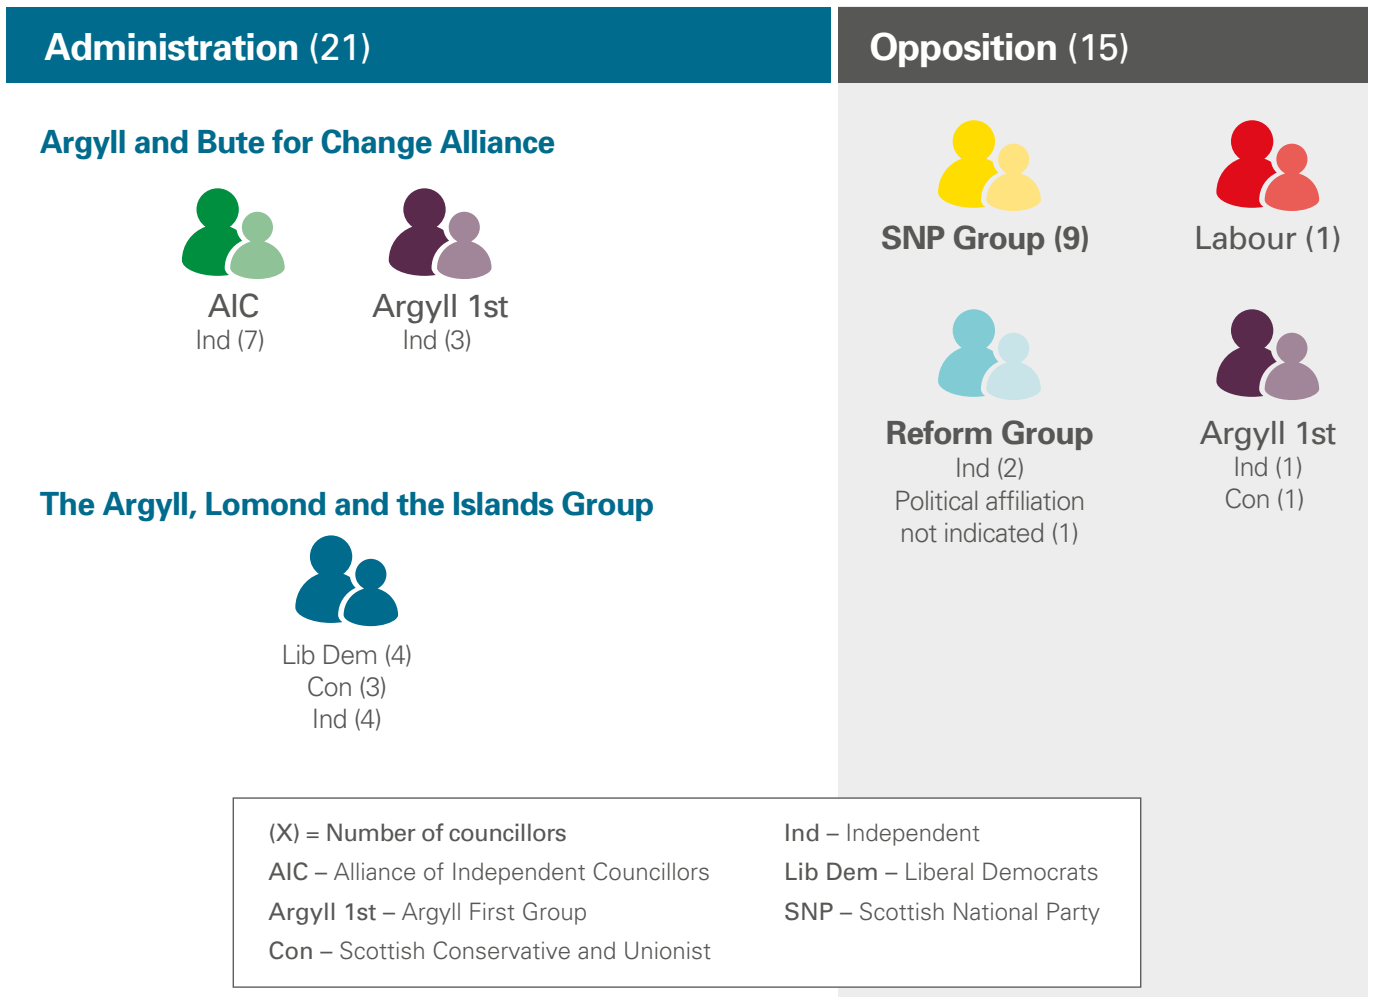 Administration (21)
Argyll and Bute for Change Alliance
AIC
Ind (7)
Argyll 1st
Ind (3)
The Argyll, Lomond and the Islands Group
Lib Dem (4)
Con (3)
Ind (4)
Opposition (15)
SNP Group (9)
Labour (1)
Reform Group
Ind (2)
Political affiliation
not indicated (1)
Argyll 1st
Ind (1)
Con (1)
(X) = Number of councillors
AIC – Alliance of Independent Councillors
Argyll 1st – Argyll First Group
Con – Scottish Conservative and Unionist
Ind – Independent
Lib Dem – Liberal Democrats
SNP – Scottish National Party